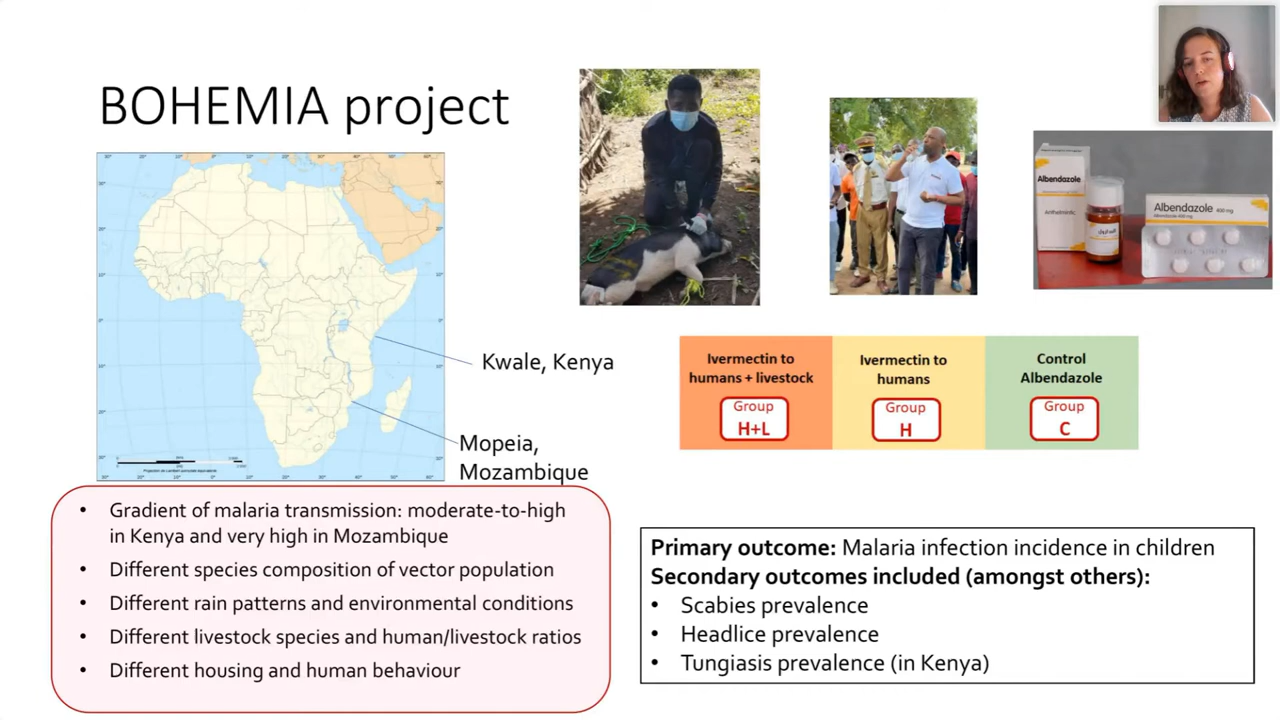 BOHEMIA project
Kwale, Kenya
Mopeia,
Mozambique
• Gradient of malaria transmission: moderate-to-high
in Kenya and very high in Mozambique
• Different species composition of vector population
• Different rain patterns and environmental conditions
• Different livestock species and human/livestock ratios
• Different housing and human behaviour
Albendazole
Anthelmintic
Albendazole 400 mg
Ivermectin to
humans + livestock
Group
H+L
Ivermectin to
humans
Group
H
Control
Albendazole
Group
C
Primary outcome: Malaria infection incidence in children
Secondary outcomes included (amongst others):
• Scabies prevalence
• Headlice prevalence
• Tungiasis prevalence (in Kenya)